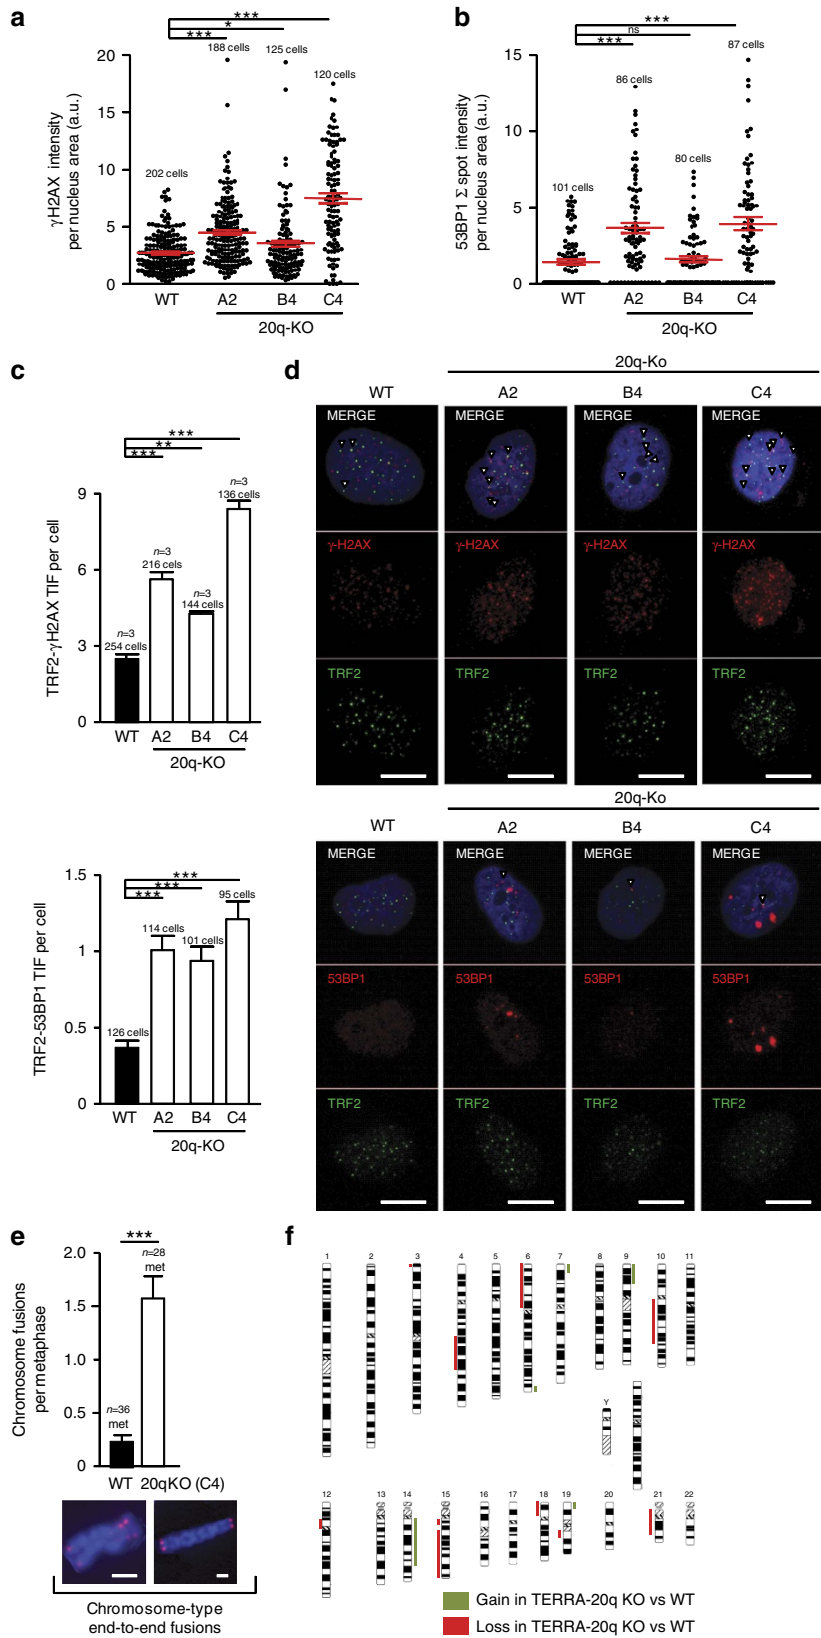 a
***
*
***
188 cells
125 cells
120 cells
202 cells
γH2AX intensity
per nucleus area (a.u.)
20
15
10
5
0
WT
A2
B4
C4
20q-KO
b
***
ns
***
87 cells
86 cells
80 cells
101 cells
53BP1 Σ spot intensity
per nucleus area (a.u.)
15
10
5
0
WT
A2
B4
C4
20q-KO
c
***
**
***
n=3
136 cells
n=3
216 cels
n=3
144 cells
n=3
254 cells
TRF2-γH2AX TIF per cell
9
6
3
0
WT
A2
B4
C4
20q-KO
***
***
***
95 cells
114 cells
101 cells
126 cells
TRF2-53BP1 TIF per cell
1.5
1
0.5
0
WT
A2
B4
C4
20q-KO
d
20q-Ko
WT
A2
B4
C4
MERGE
MERGE
MERGE
MERGE
γ-H2AX
γ-H2AX
γ-H2AX
γ-H2AX
TRF2
TRF2
TRF2
TRF2
20q-Ko
WT
A2
B4
C4
MERGE
MERGE
MERGE
MERGE
53BP1
53BP1
53BP1
53BP1
TRF2
TRF2
TRF2
TRF2
e
***
n=28
met
n=36
met
Chromosome fusions
per metaphase
2.0
1.5
1.0
0.5
0
WT
20qKO (C4)
Chromosome-type
end-to-end fusions
f
1 2 3 4 5 6 7 8 9 10 11
Y
12 13 14 15 16 17 18 19 20 21 22
Gain in TERRA-20q KO vs WT
Loss in TERRA-20q KO vs WT